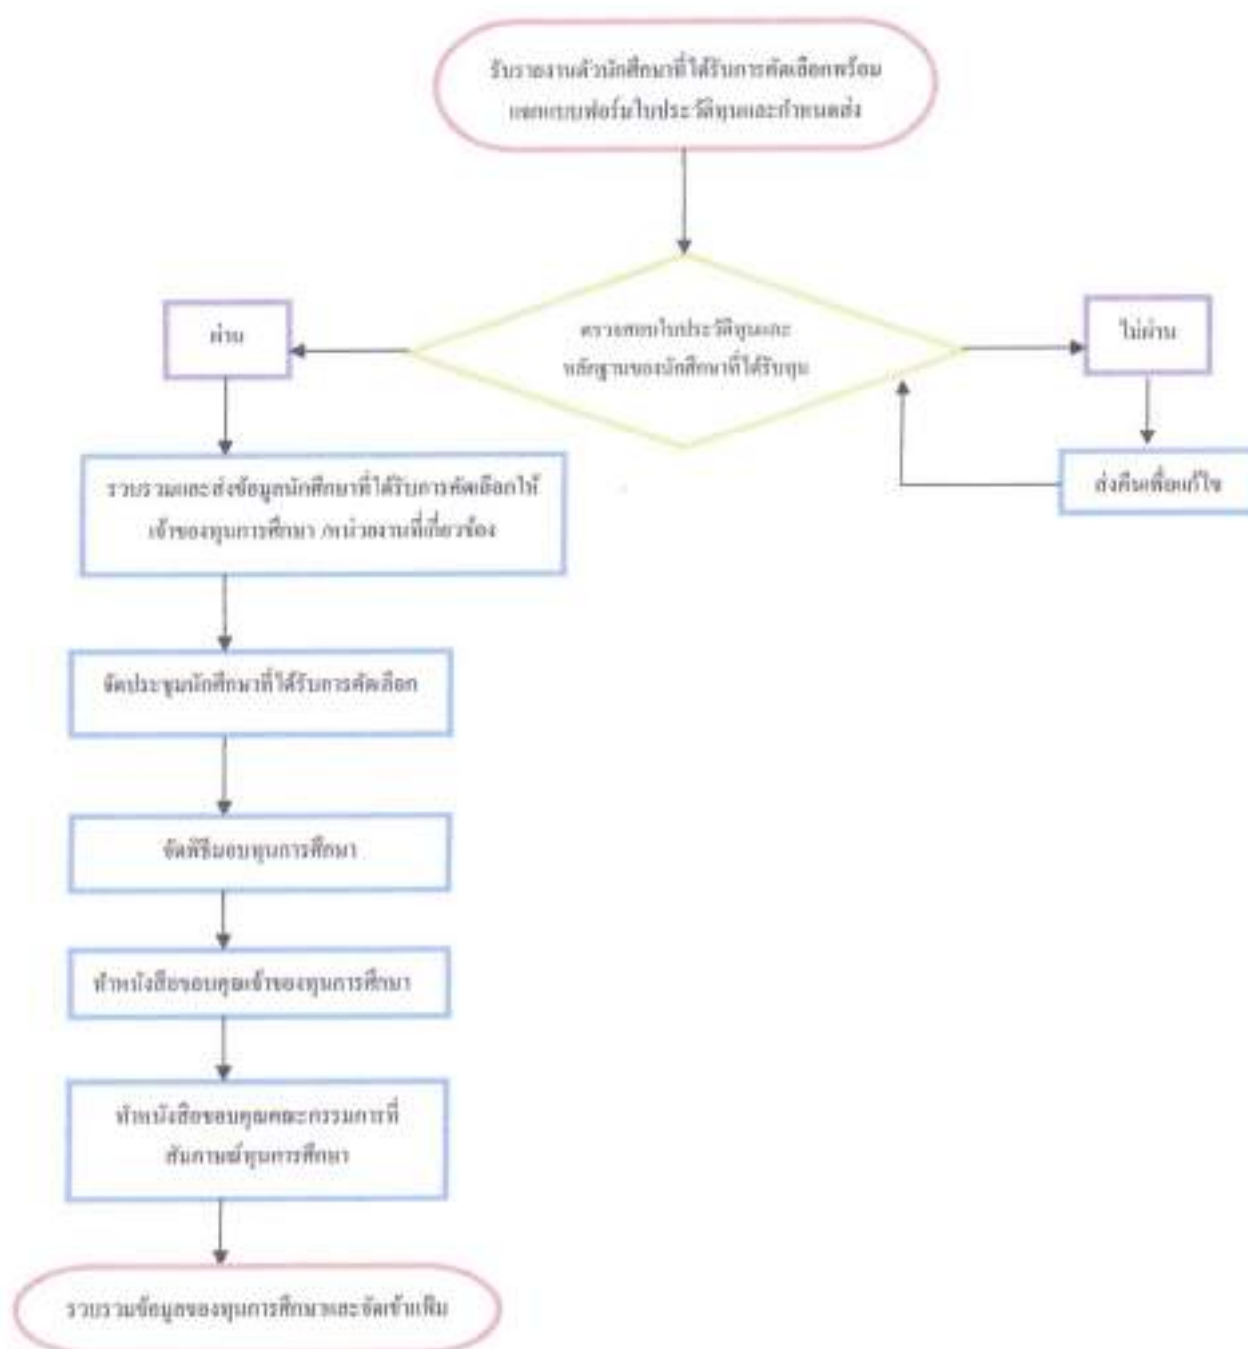 รับรายงานตัวนักศึกษาที่ได้รับการคัดเลือกพร้อม
แจกแบบฟอร์มใบประวัติทุนและกำหนดส่ง
ตรวจสอบใบประวัติทุนและ
หลักฐานของนักศึกษาที่ได้รับทุน
ผ่าน
ไม่ผ่าน
ส่งคืนเพื่อแก้ไข
รวบรวมและส่งข้อมูลนักศึกษาที่ได้รับการคัดเลือกให้
เจ้าของทุนการศึกษา /หน่วยงานที่เกี่ยวข้อง
จัดประชุมนักศึกษาที่ได้รับการคัดเลือก
จัดพิธีมอบทุนการศึกษา
ทำหนังสือขอบคุณเจ้าของทุนการศึกษา
ทำหนังสือขอบคุณคณะกรรมการที่
สัมภาษณ์ทุนการศึกษา
รวบรวมข้อมูลของทุนการศึกษาและจัดเข้าแฟ้ม